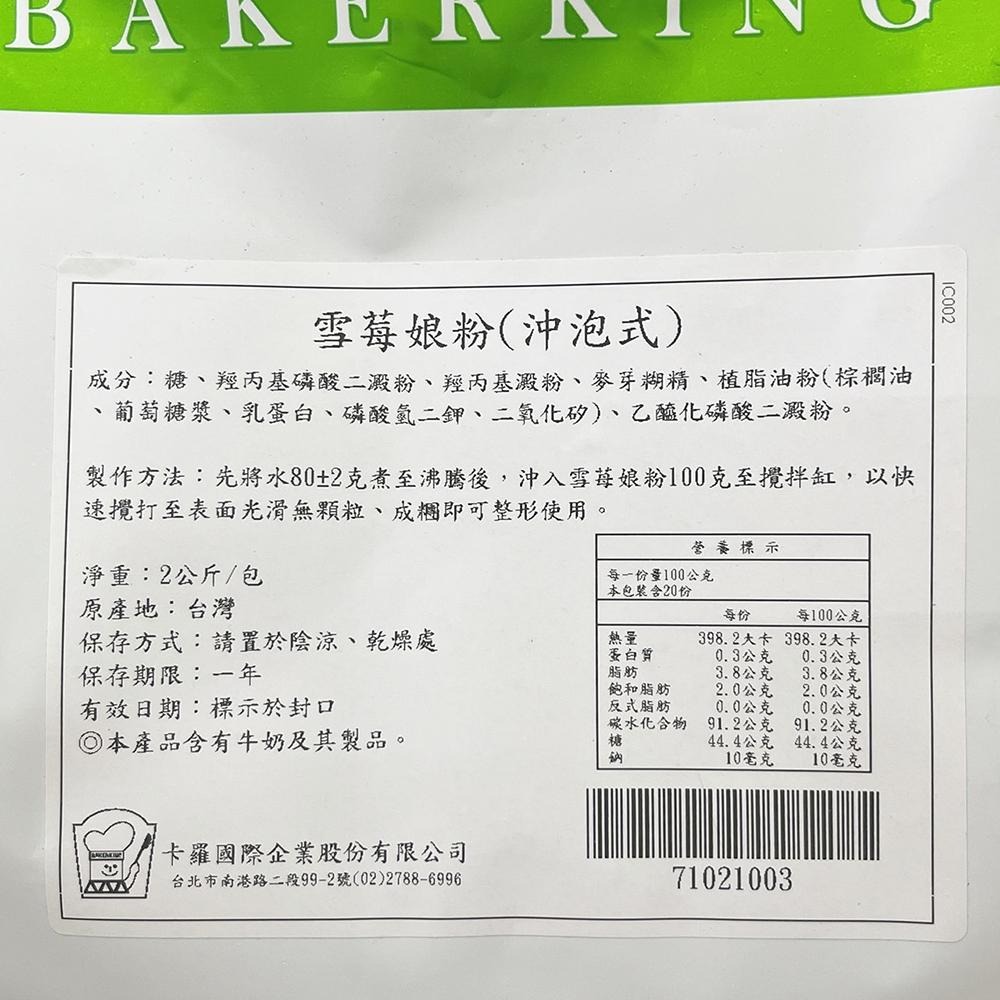 BAKERKING
IC002
雪莓娘粉(沖泡式)
成分：糖、羥丙基磷酸二澱粉、羥丙基澱粉、麥芽糊精、植脂油粉(棕櫚油
、葡萄糖漿、乳蛋白、磷酸氫二鉀、二氧化矽)、乙醯化磷酸二澱粉。
製作方法：先將水80±2克煮至沸騰後，沖入雪莓娘粉100克至攪拌缸，以快
速攪打至表面光滑無顆粒、成糰即可整形使用。
淨重：2公斤/包
原產地：台灣
保存方式：請置於陰涼、乾燥處
保存期限：一年
有效日期：標示於封口
◎本產品含有牛奶及其製品。
營養標示
每一份量100公克
本包裝含20份
每份 每100公克
熱量 398.2大卡 398.2大卡
蛋白質 0.3公克 0.3公克
脂肪 3.8公克 3.8公克
飽和脂肪 2.0公克 2.0公克
反式脂肪 0.0公克 0.0公克
碳水化合物 91.2公克 91.2公克
糖 44.4公克 44.4公克
鈉 10毫克 10毫克
71021003
BAKERKING
卡羅國際企業股份有限公司
台北市南港路二段99-2號(02)2788-6996